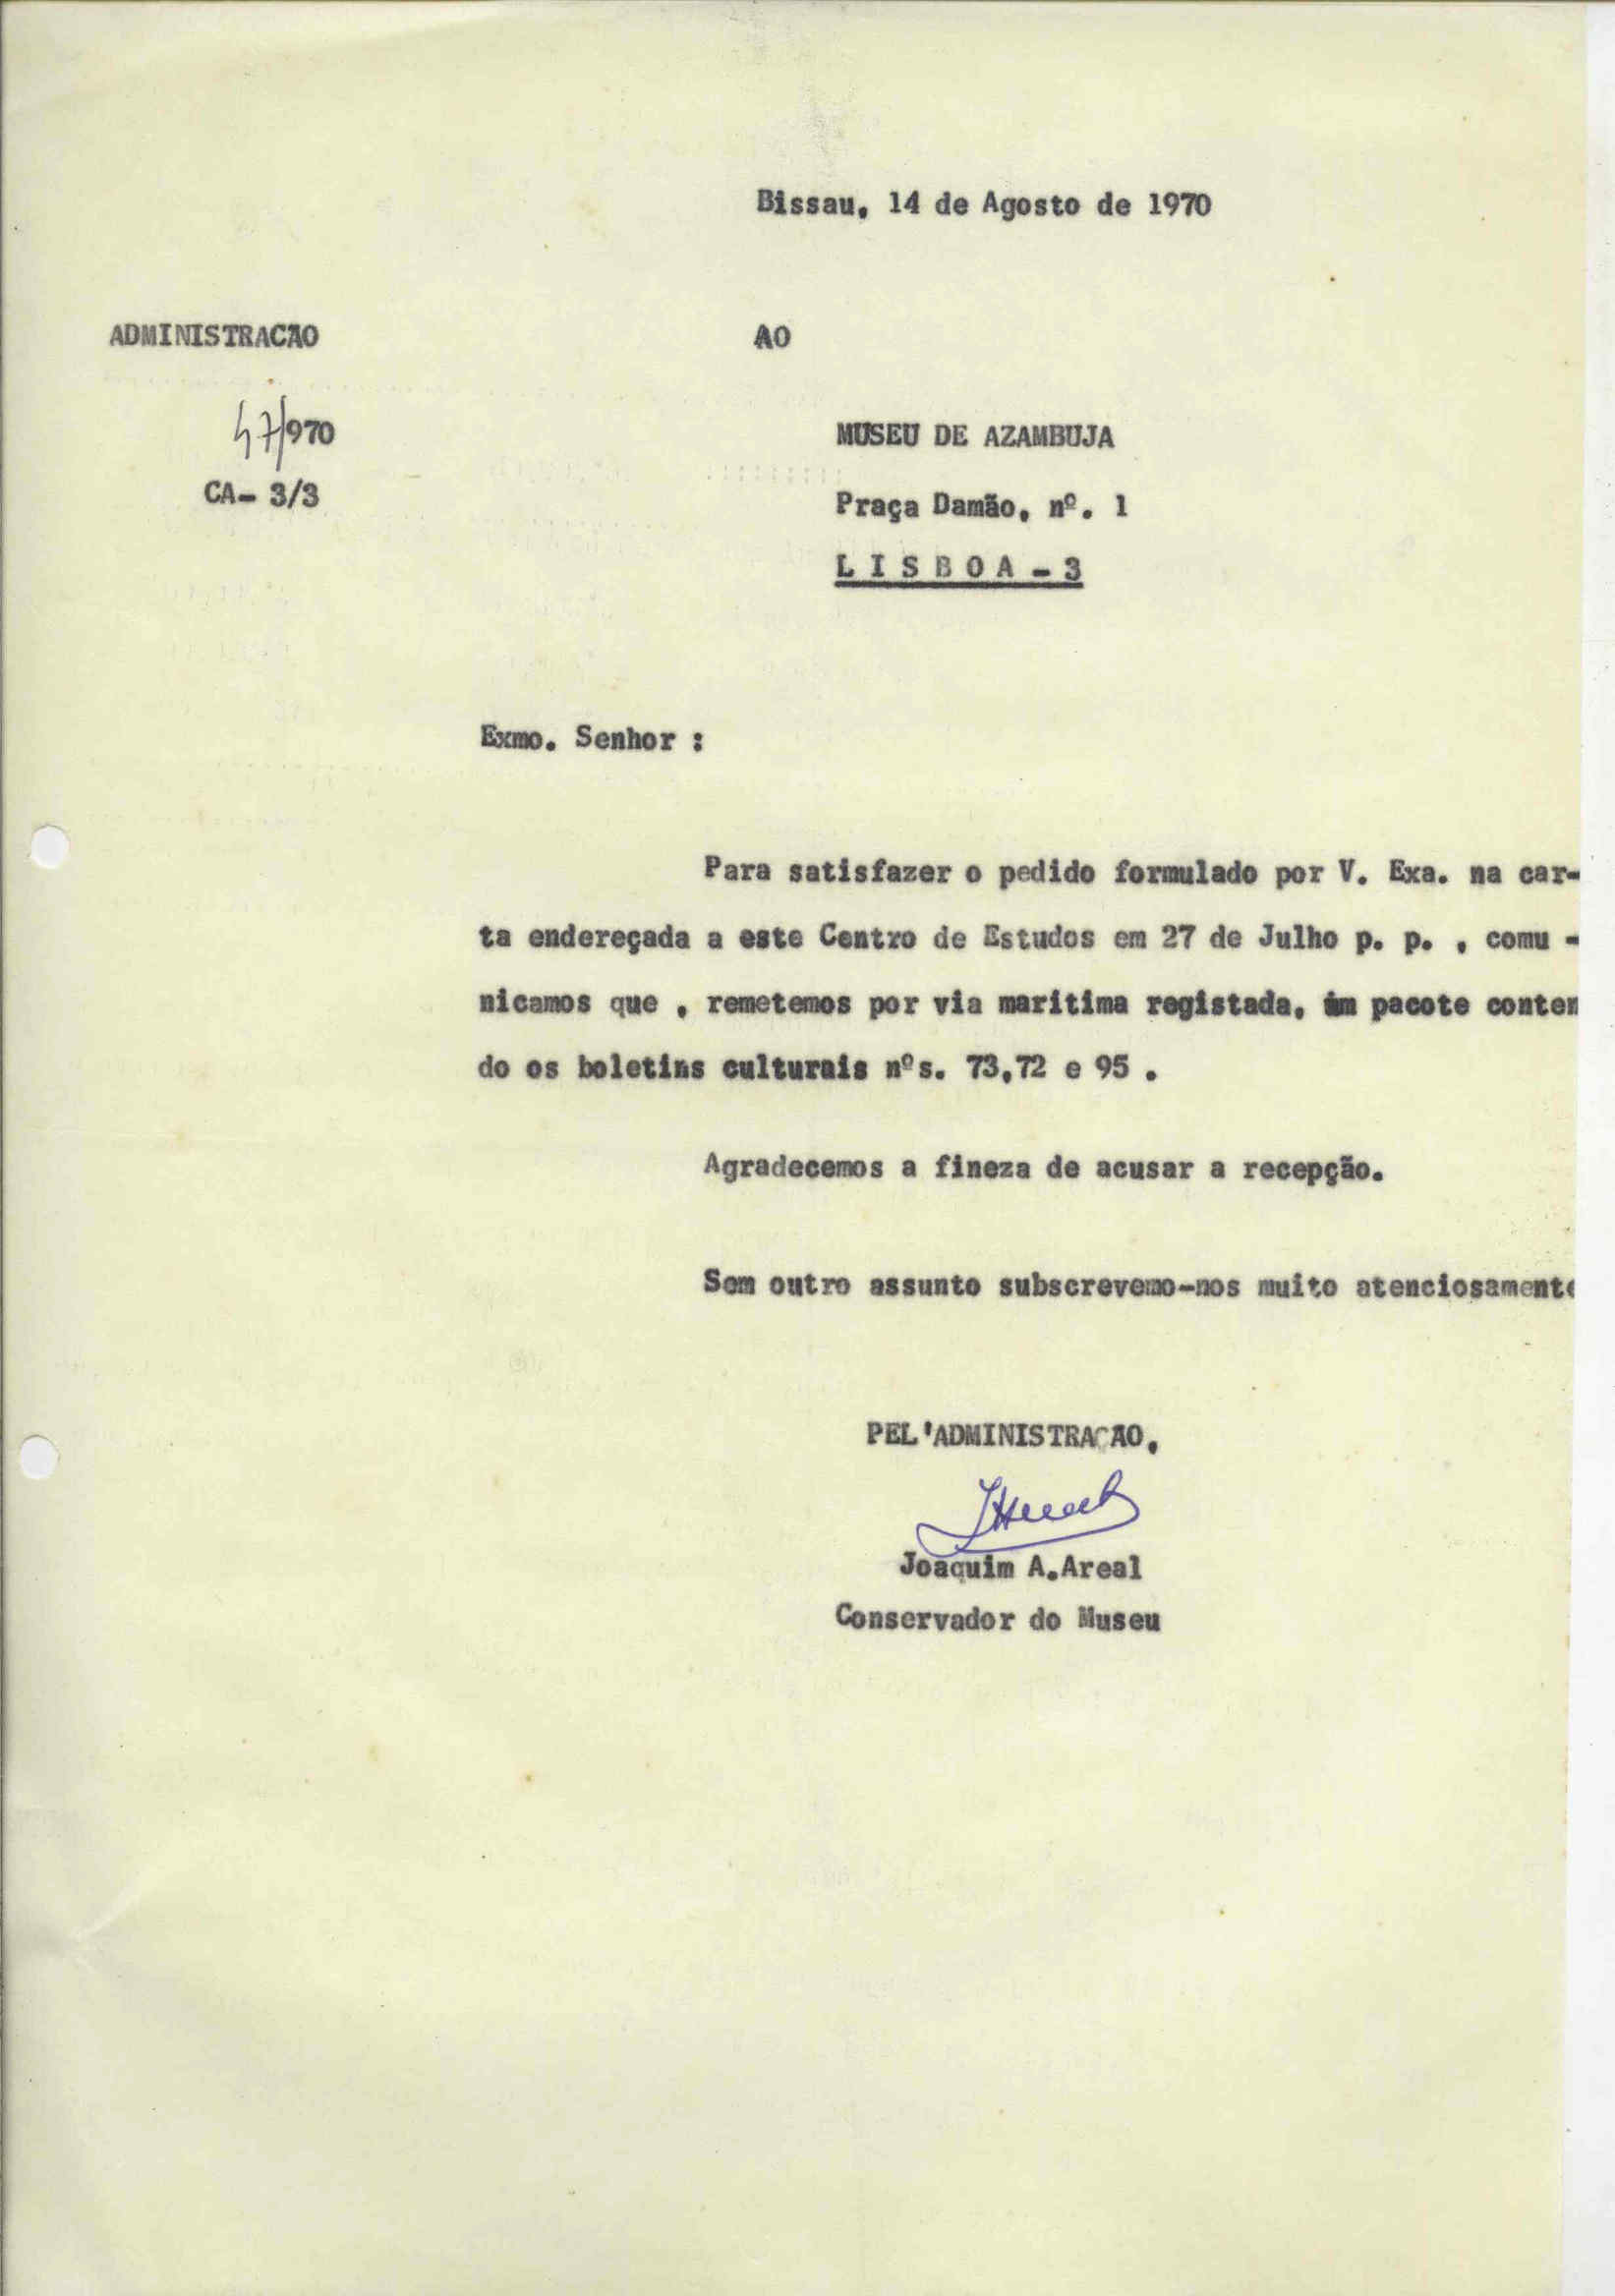 Bissau, 14 de Agosto de 1970
ADMINISTRACAO
AO
47/970
CA- 3/3
MUSEU DE AZAMBUJA
Praça Damão, nº. 1
L I S B O A - 3
Exmo. Senhor :
Para satisfazer o pedido formulado por V. Exa. na car-
ta endereçada a este Centro de Estudos em 27 de Julho p. p. , comu -
nicamos que , remetemos por via maritima registada, um pacote conten
do os boletins culturais nºs. 73,72 e 95 .
Agradecemos a fineza de acusar a recepção.
Sem outro assunto subscrevemo-nos muito atenciosamente
PEL'ADMINISTRACAO,
Joaquim A.Areal
Conservador do Museu